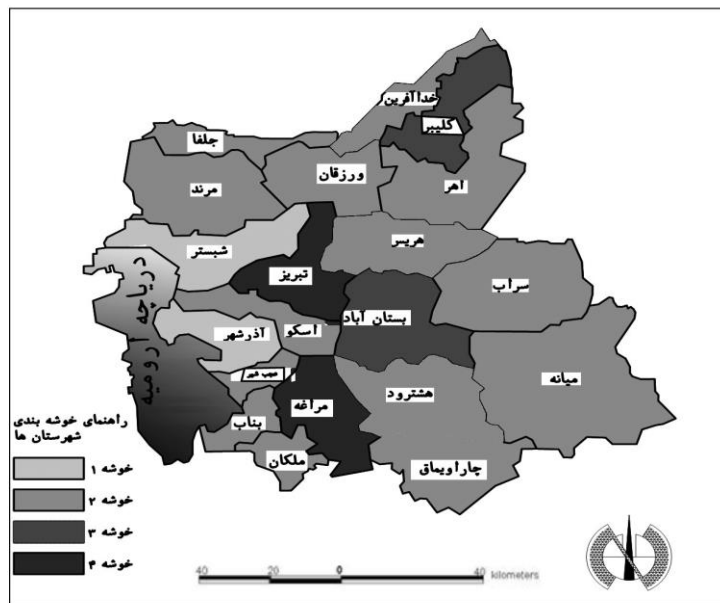 خداآفرین
کلیبر
جلفا
ورزقان
اهر
مرند
شبستر
هریس
تبریز
سراب
دریاچه ارومیه
بستان آباد
اسکو
آذرشهر
عجب شیر
میانه
هشترود
مراغه
بناب
ملکان
چاراویماق
راهنمای خوشه بندی
شهرستان ها
خوشه ۱
خوشه ۲
خوشه ۳
خوشه ۴
40 20 0 40
kilometers